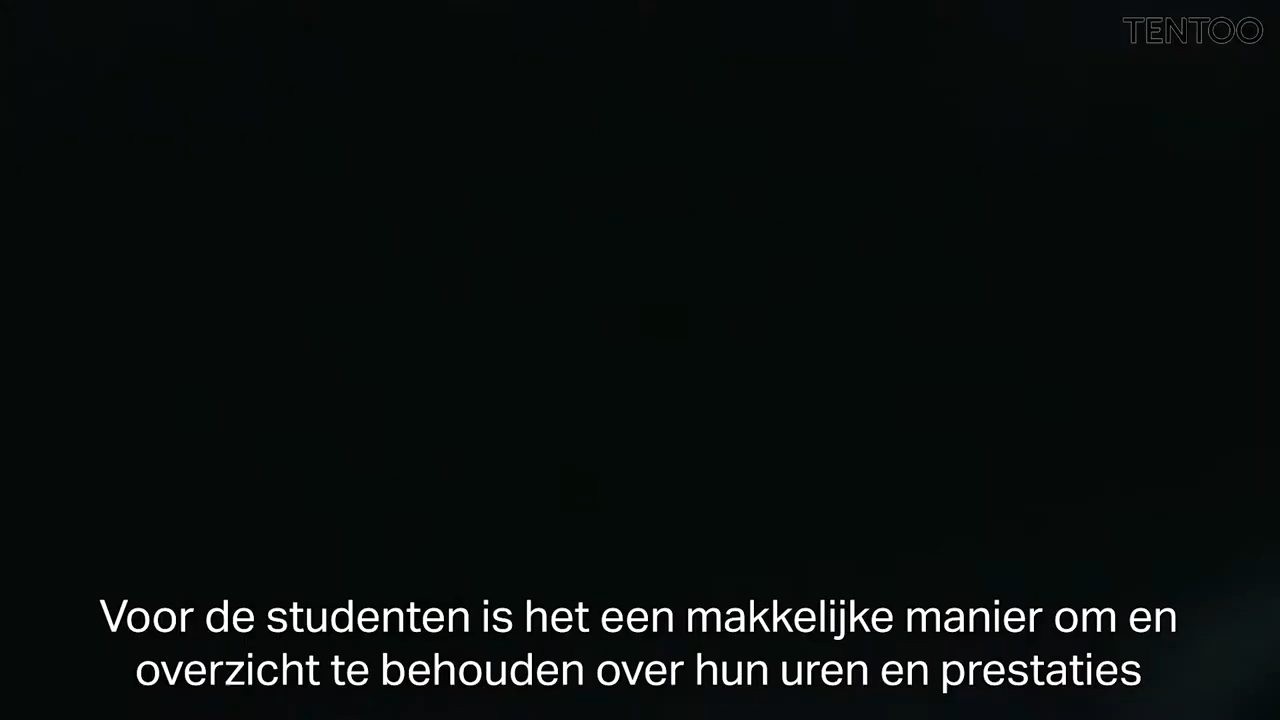 TENTOO
Voor de studenten is het een makkelijke manier om en
overzicht te behouden over hun uren en prestaties